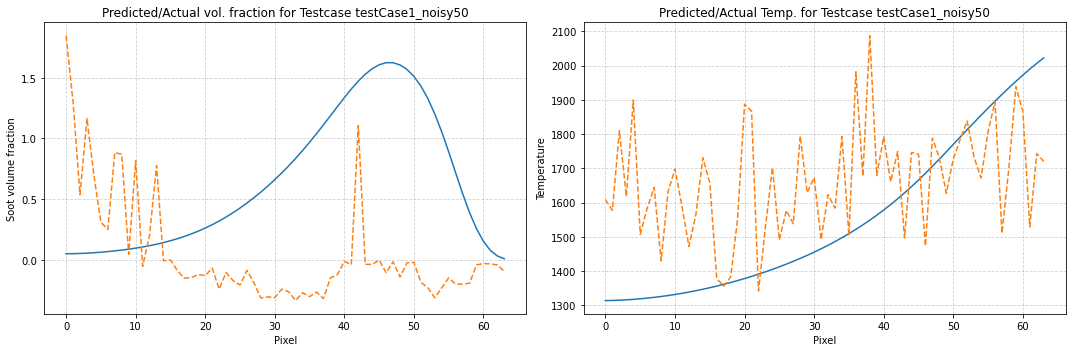 Predicted/Actual vol. fraction for Testcase testCase1_noisy50
Soot volume fraction
1.5
1.0
0.5
0.0
0 10 20 30 40 50 60
Pixel
Predicted/Actual Temp. for Testcase testCase1_noisy50
Temperature
2100
2000
1900
1800
1700
1600
1500
1400
1300
0 10 20 30 40 50 60
Pixel